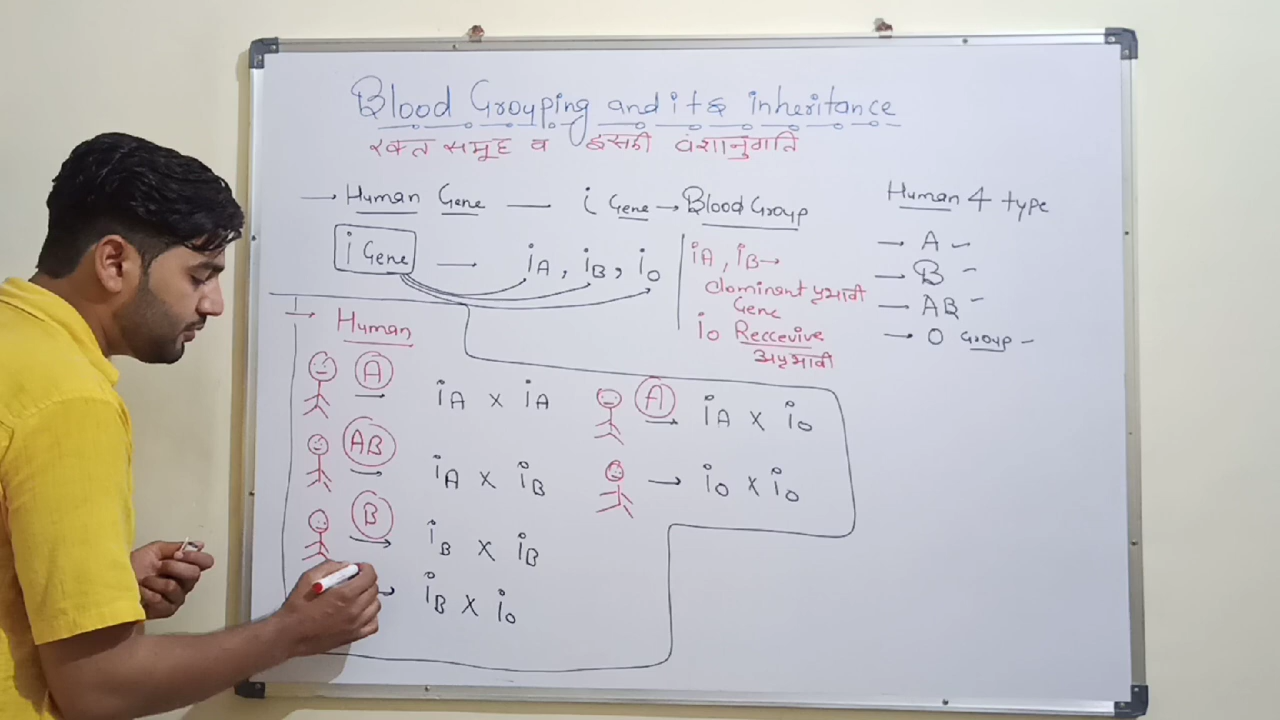 Blood Grouping and its inheritance
रक्त समूह व इसकी वंशानुगति
→ Human Gene — i Gene → Blood Group
i Gene — iA, iB, iO
iA, iB →
dominant प्रभावी
Gene
iO Reccevive
अप्रभावी
Human 4 type
→ A -
→ B -
→ AB -
→ O Group -
→ Human
A → iA x iA
AB → iA x iB
B → iB x iB
→ iB x iO
A → iA x iO
→ iO x iO